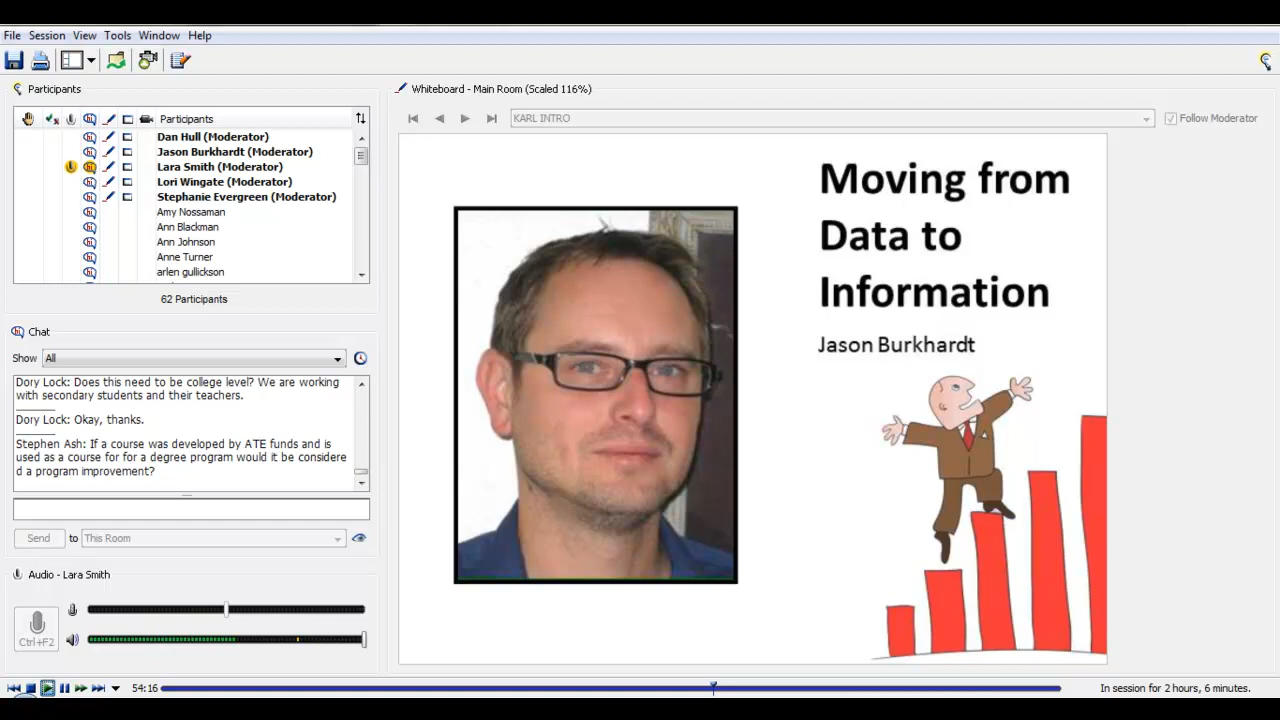 File Session View Tools Window Help
Participants
Participants
Dan Hull (Moderator)
Jason Burkhardt (Moderator)
Lara Smith (Moderator)
Lori Wingate (Moderator)
Stephanie Evergreen (Moderator)
Amy Nossaman
Ann Blackman
Ann Johnson
Anne Turner
arlen gullickson
62 Participants
Chat
Show All
Dory Lock: Does this need to be college level? We are working
with secondary students and their teachers.
Dory Lock: Okay, thanks.
Stephen Ash: If a course was developed by ATE funds and is
used as a course for for a degree program would it be considere
d a program improvement?
Send to This Room
Audio - Lara Smith
Ctrl+F2
Whiteboard - Main Room (Scaled 116%)
KARL INTRO
Follow Moderator
Moving from
Data to
Information
Jason Burkhardt
54:16
In session for 2 hours, 6 minutes.